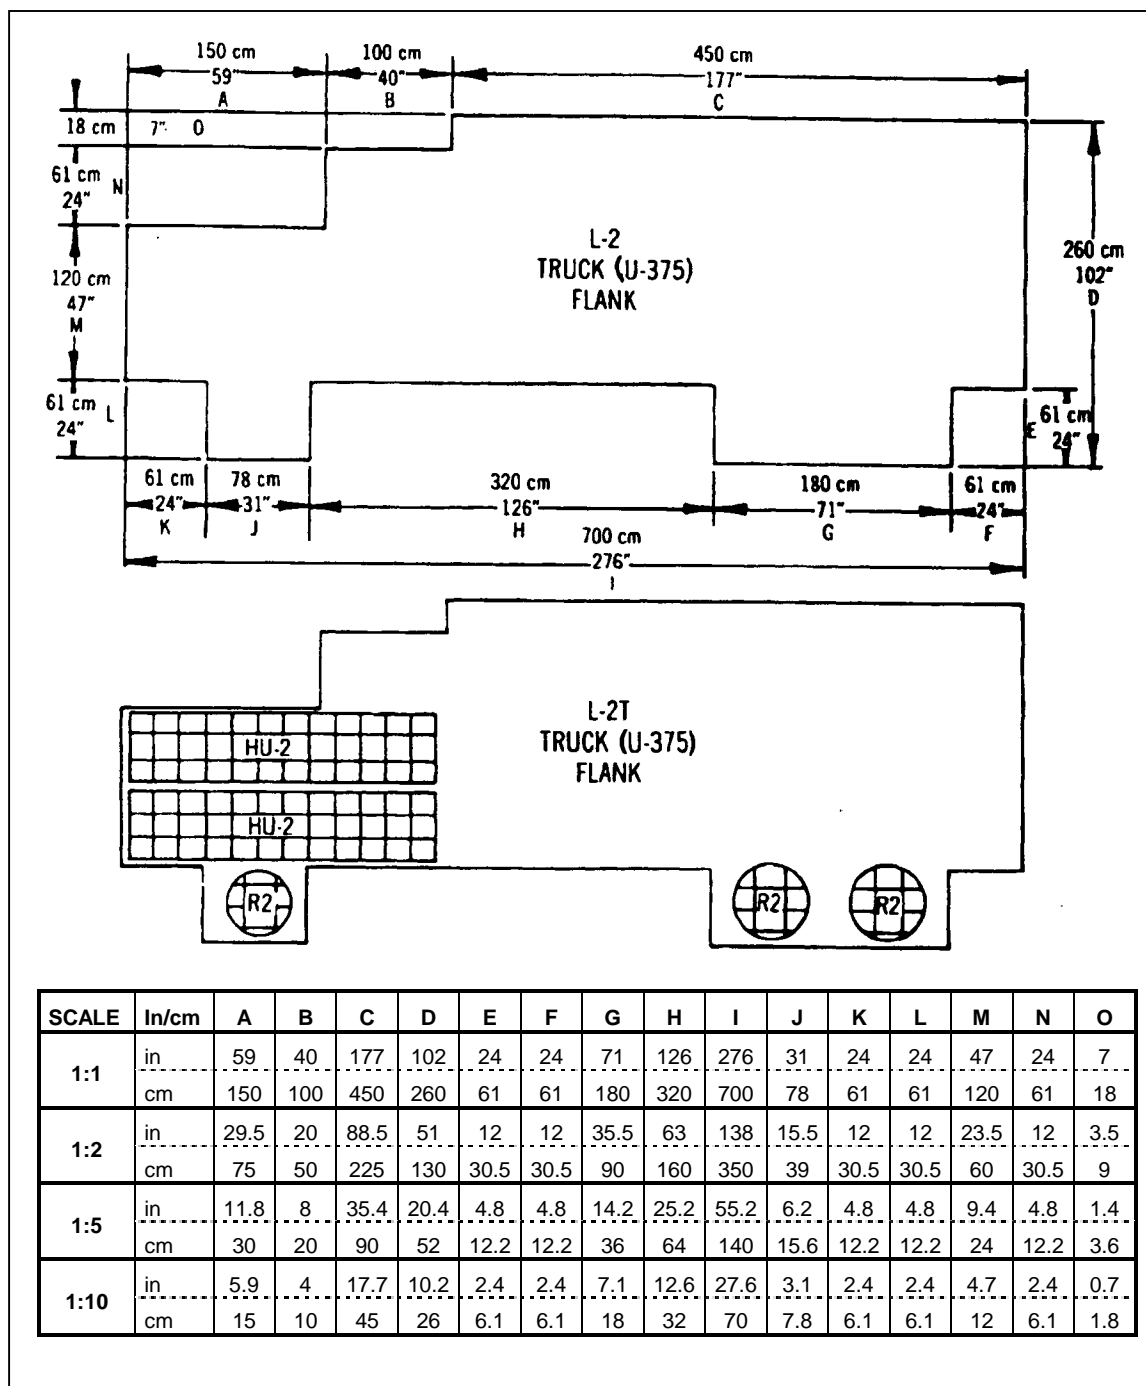 150 cm 100 cm 450 cm
59" 40" 177"
A B C
18 cm 7" O
61 cm N
24"
120 cm
47"
M
61 cm L
24"
L-2
TRUCK (U-375)
FLANK
260 cm
102"
D
61 cm
E 24"
61 cm 78 cm 320 cm 180 cm 61 cm
24" 31" 126" 71" 24"
K J H G F
700 cm
276"
I
L-2T
TRUCK (U-375)
FLANK
HU-2
HU-2
R2 R2 R2
SCALE In/cm A B C D E F G H I J K L M N O
1:1 in 59 40 177 102 24 24 71 126 276 31 24 24 47 24 7
cm 150 100 450 260 61 61 180 320 700 78 61 61 120 61 18
1:2 in 29.5 20 88.5 51 12 12 35.5 63 138 15.5 12 12 23.5 12 3.5
cm 75 50 225 130 30.5 30.5 90 160 350 39 30.5 30.5 60 30.5 9
1:5 in 11.8 8 35.4 20.4 4.8 4.8 14.2 25.2 55.2 6.2 4.8 4.8 9.4 4.8 1.4
cm 30 20 90 52 12.2 12.2 36 64 140 15.6 12.2 12.2 24 12.2 3.6
1:10 in 5.9 4 17.7 10.2 2.4 2.4 7.1 12.6 27.6 3.1 2.4 2.4 4.7 2.4 0.7
cm 15 10 45 26 6.1 6.1 18 32 70 7.8 6.1 6.1 12 6.1 1.8